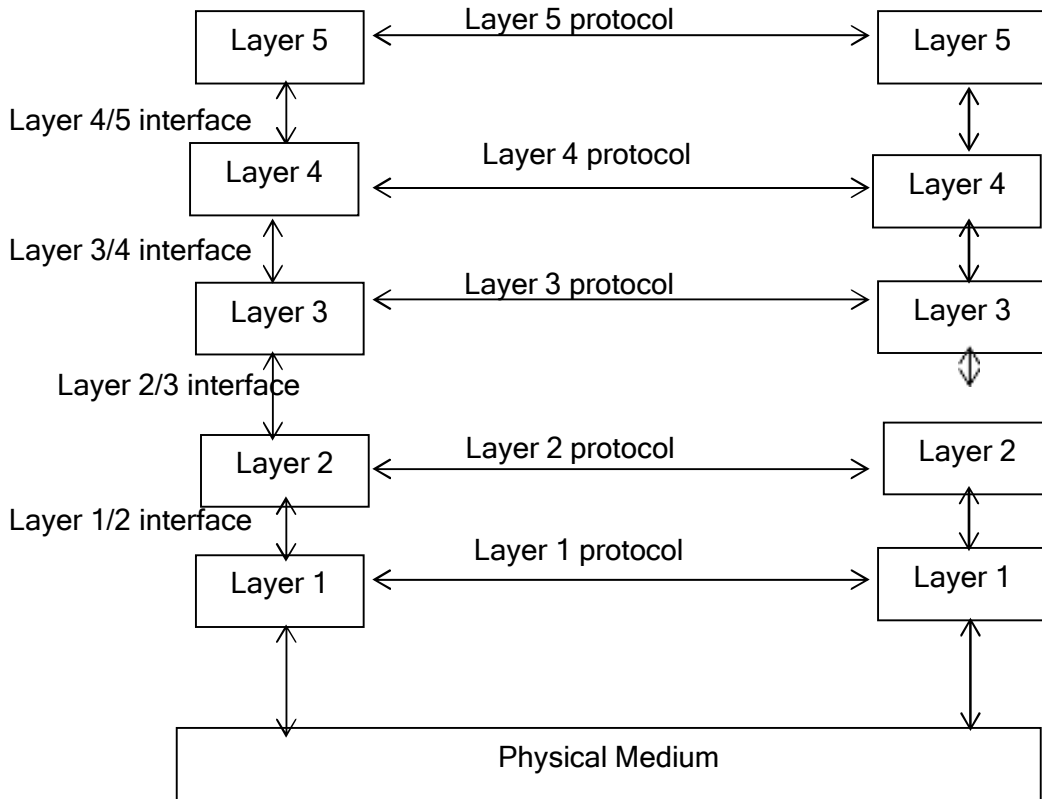 Layer 5 protocol
Layer 5
Layer 5
Layer 4/5 interface
Layer 4 protocol
Layer 4
Layer 4
Layer 3/4 interface
Layer 3 protocol
Layer 3
Layer 3
Layer 2/3 interface
Layer 2 protocol
Layer 2
Layer 2
Layer 1/2 interface
Layer 1 protocol
Layer 1
Layer 1
Physical Medium